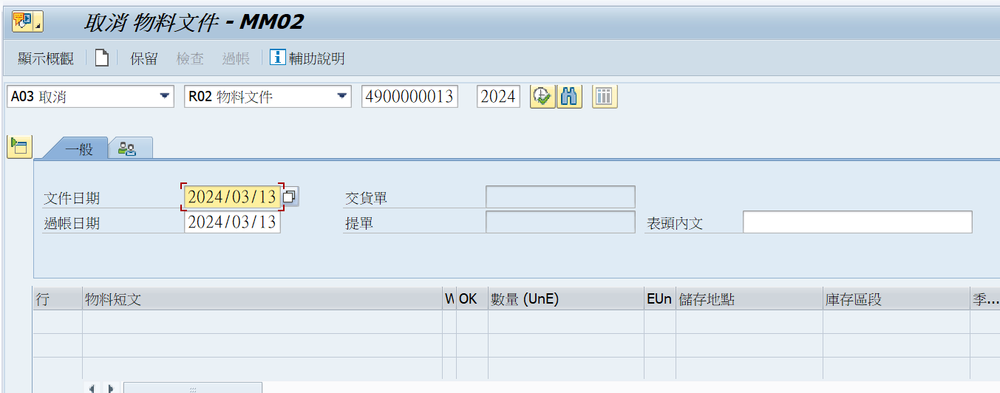 取消 物料文件 - MM02
顯示概觀 保留 檢查 過帳 輔助說明
A03 取消 R02 物料文件 4900000013 2024
一般
文件日期 2024/03/13 交貨單
過帳日期 2024/03/13 提單 表頭內文
行 物料短文 W OK 數量 (UnE) EUn 儲存地點 庫存區段 季...